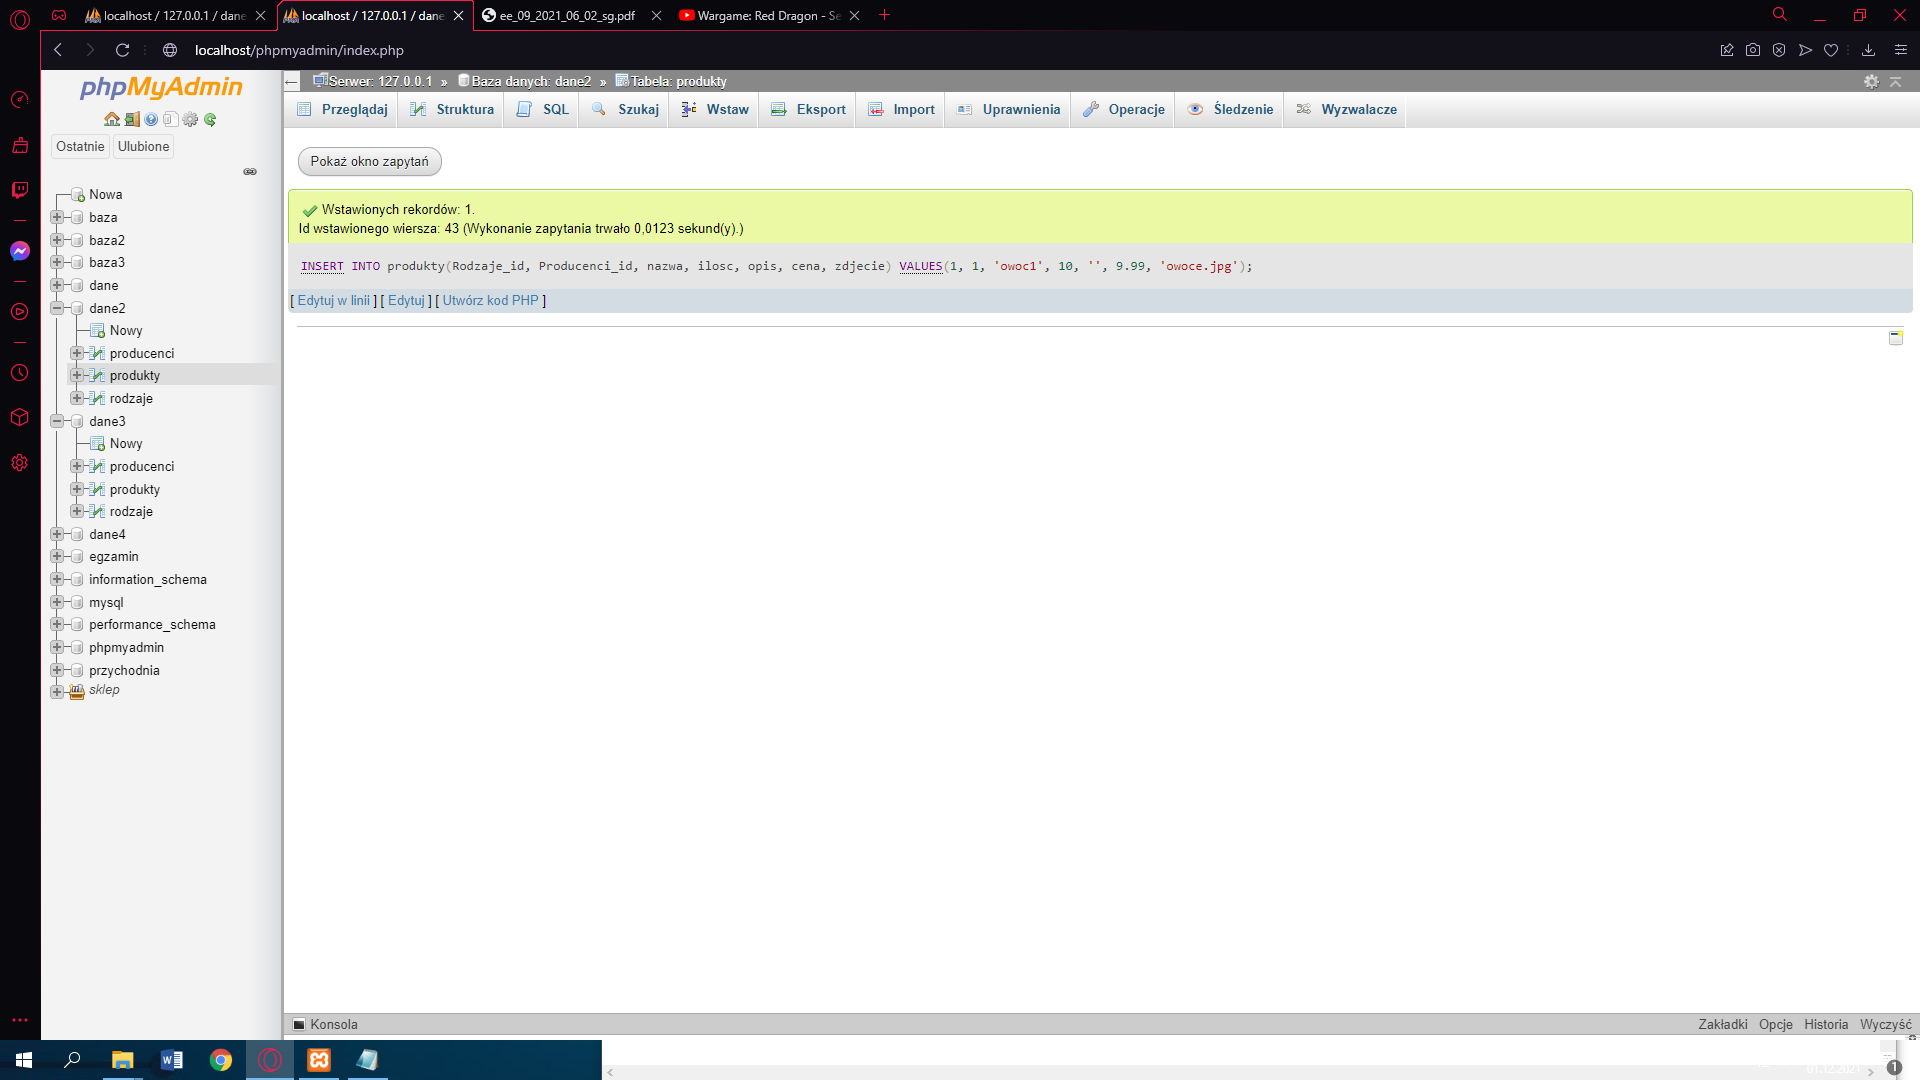 localhost / 127.0.0.1 / dane
localhost / 127.0.0.1 / dane
ee_09_2021_06_02_sg.pdf
Wargame: Red Dragon - Se
localhost/phpmyadmin/index.php
phpMyAdmin
Ostatnie Ulubione
Nowa
baza
baza2
baza3
dane
dane2
Nowy
producenci
produkty
rodzaje
dane3
Nowy
producenci
produkty
rodzaje
dane4
egzamin
information_schema
mysql
performance_schema
phpmyadmin
przychodnia
sklep
Serwer: 127.0.0.1 » Baza danych: dane2 » Tabela: produkty
Przeglądaj Struktura SQL Szukaj Wstaw Eksport Import Uprawnienia Operacje Śledzenie Wyzwalacze
Pokaż okno zapytań
Wstawionych rekordów: 1.
Id wstawionego wiersza: 43 (Wykonanie zapytania trwało 0,0123 sekund(y).)
INSERT INTO produkty(Rodzaje_id, Producenci_id, nazwa, ilosc, opis, cena, zdjecie) VALUES(1, 1, 'owoc1', 10, '', 9.99, 'owoce.jpg');
[ Edytuj w linii ] [ Edytuj ] [ Utwórz kod PHP ]
Konsola
Zakładki Opcje Historia Wyczyść
01.12.2021
1